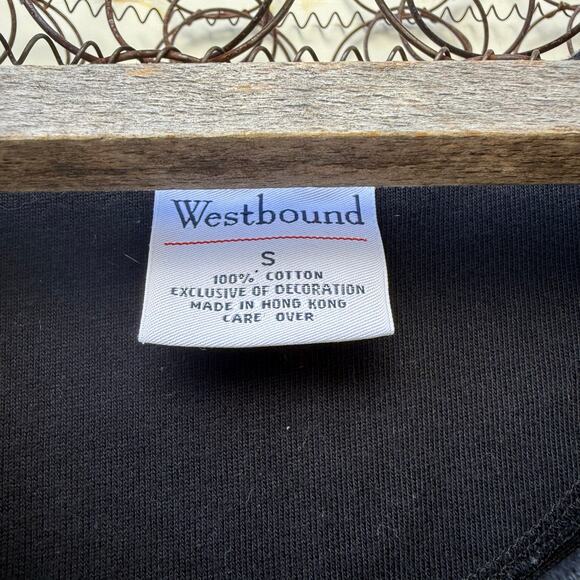 Westbound
S
100% COTTON
EXCLUSIVE OF DECORATION
MADE IN HONG KONG
CARE OVER